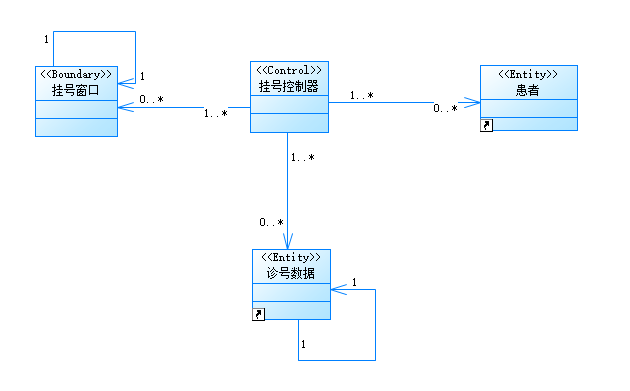 1
<<Boundary>>
挂号窗口
1
0..*
1..*
<<Control>>
挂号控制器
1..*
0..*
<<Entity>>
患者
1..*
0..*
<<Entity>>
诊号数据
1
1